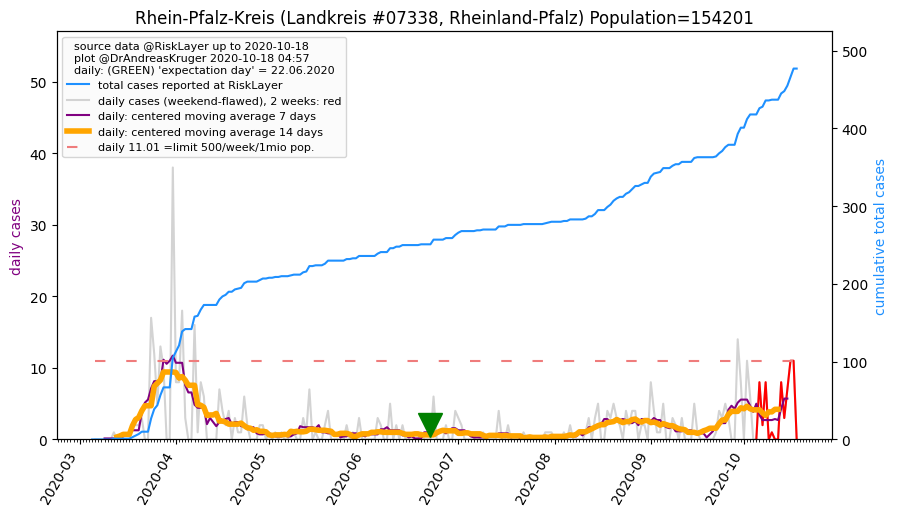 Rhein-Pfalz-Kreis (Landkreis #07338, Rheinland-Pfalz) Population=154201
source data @RiskLayer up to 2020-10-18
plot @DrAndreasKruger 2020-10-18 04:57
daily: (GREEN) 'expectation day' = 22.06.2020
total cases reported at RiskLayer
daily cases (weekend-flawed), 2 weeks: red
daily: centered moving average 7 days
daily: centered moving average 14 days
daily 11.01 =limit 500/week/1mio pop.
daily cases
50
40
30
20
10
0
500
400
300
200
100
0
cumulative total cases
2020-03
2020-04
2020-05
2020-06
2020-07
2020-08
2020-09
2020-10